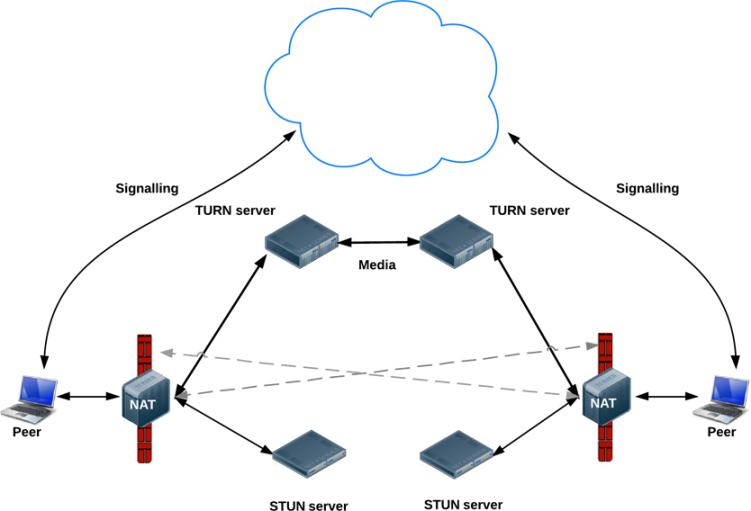 Signalling
Signalling
TURN server
TURN server
Media
NAT
NAT
Peer
Peer
STUN server
STUN server